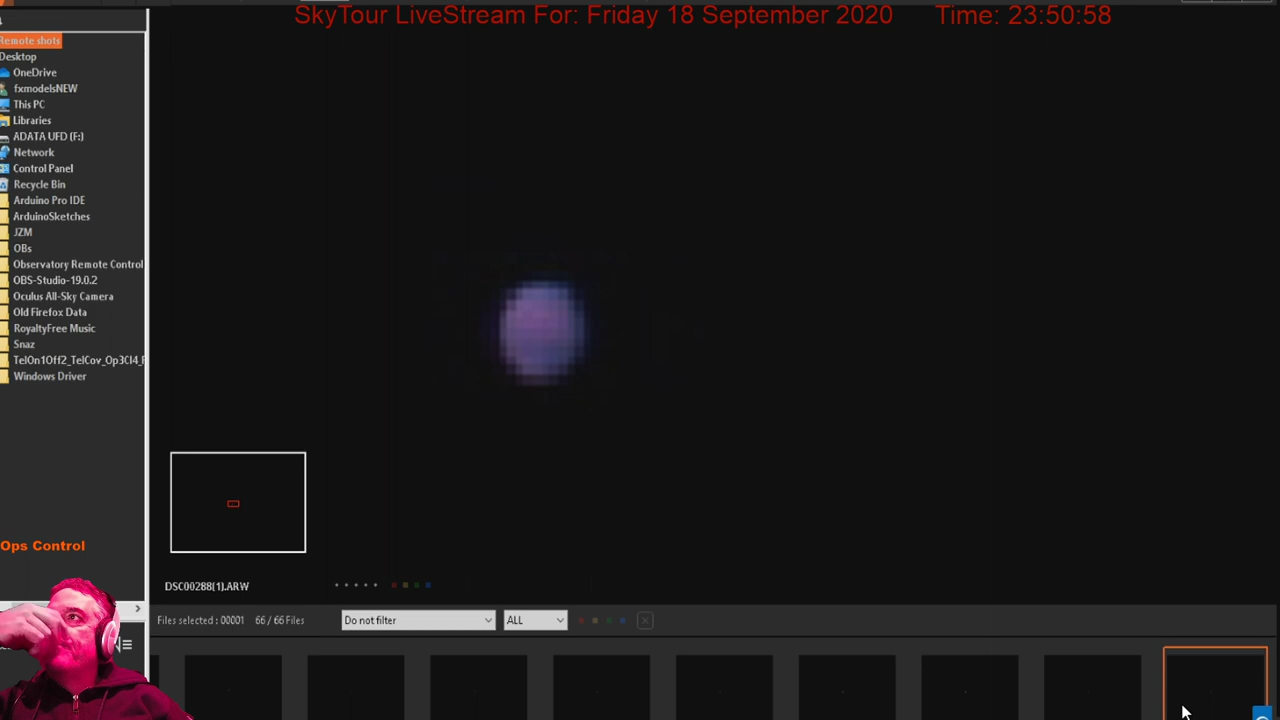 SkyTour LiveStream For: Friday 18 September 2020 Time: 23:50:58
Remote shots
Desktop
OneDrive
fxmodelsNEW
This PC
Libraries
ADATA UFD (F:)
Network
Control Panel
Recycle Bin
Arduino Pro IDE
ArduinoSketches
JZM
OBs
Observatory Remote Control
OBS-Studio-19.0.2
Oculus All-Sky Camera
Old Firefox Data
RoyaltyFree Music
Snaz
TelOn1Off2_TelCov_Op3Cl4_
Windows Driver
Ops Control
DSC00288(1).ARW
Files selected : 00001 66 / 66 Files Do not filter ALL